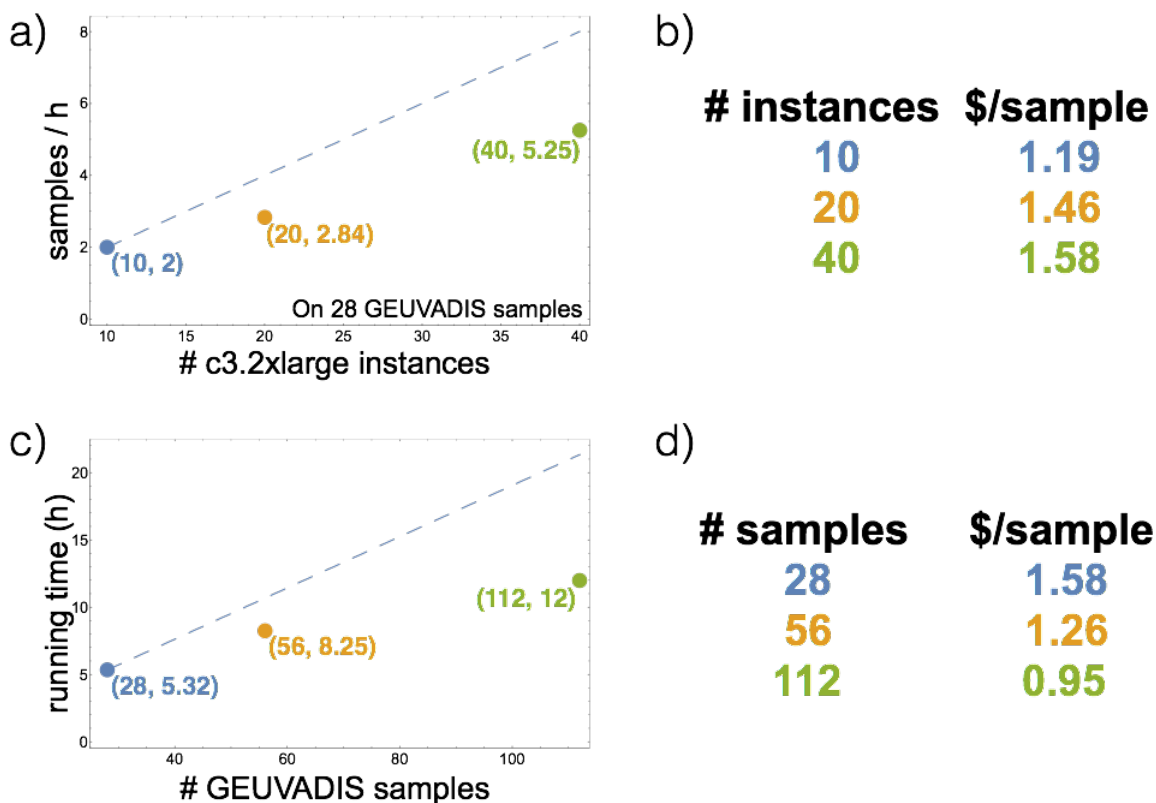 a)
samples / h
8
6
4
2
0
(10, 2)
(20, 2.84)
(40, 5.25)
On 28 GEUVADIS samples
10 15 20 25 30 35 40
# c3.2xlarge instances
b)
# instances $/sample
10 1.19
20 1.46
40 1.58
c)
running time (h)
20
15
10
5
0
(28, 5.32)
(56, 8.25)
(112, 12)
40 60 80 100
# GEUVADIS samples
d)
# samples $/sample
28 1.58
56 1.26
112 0.95